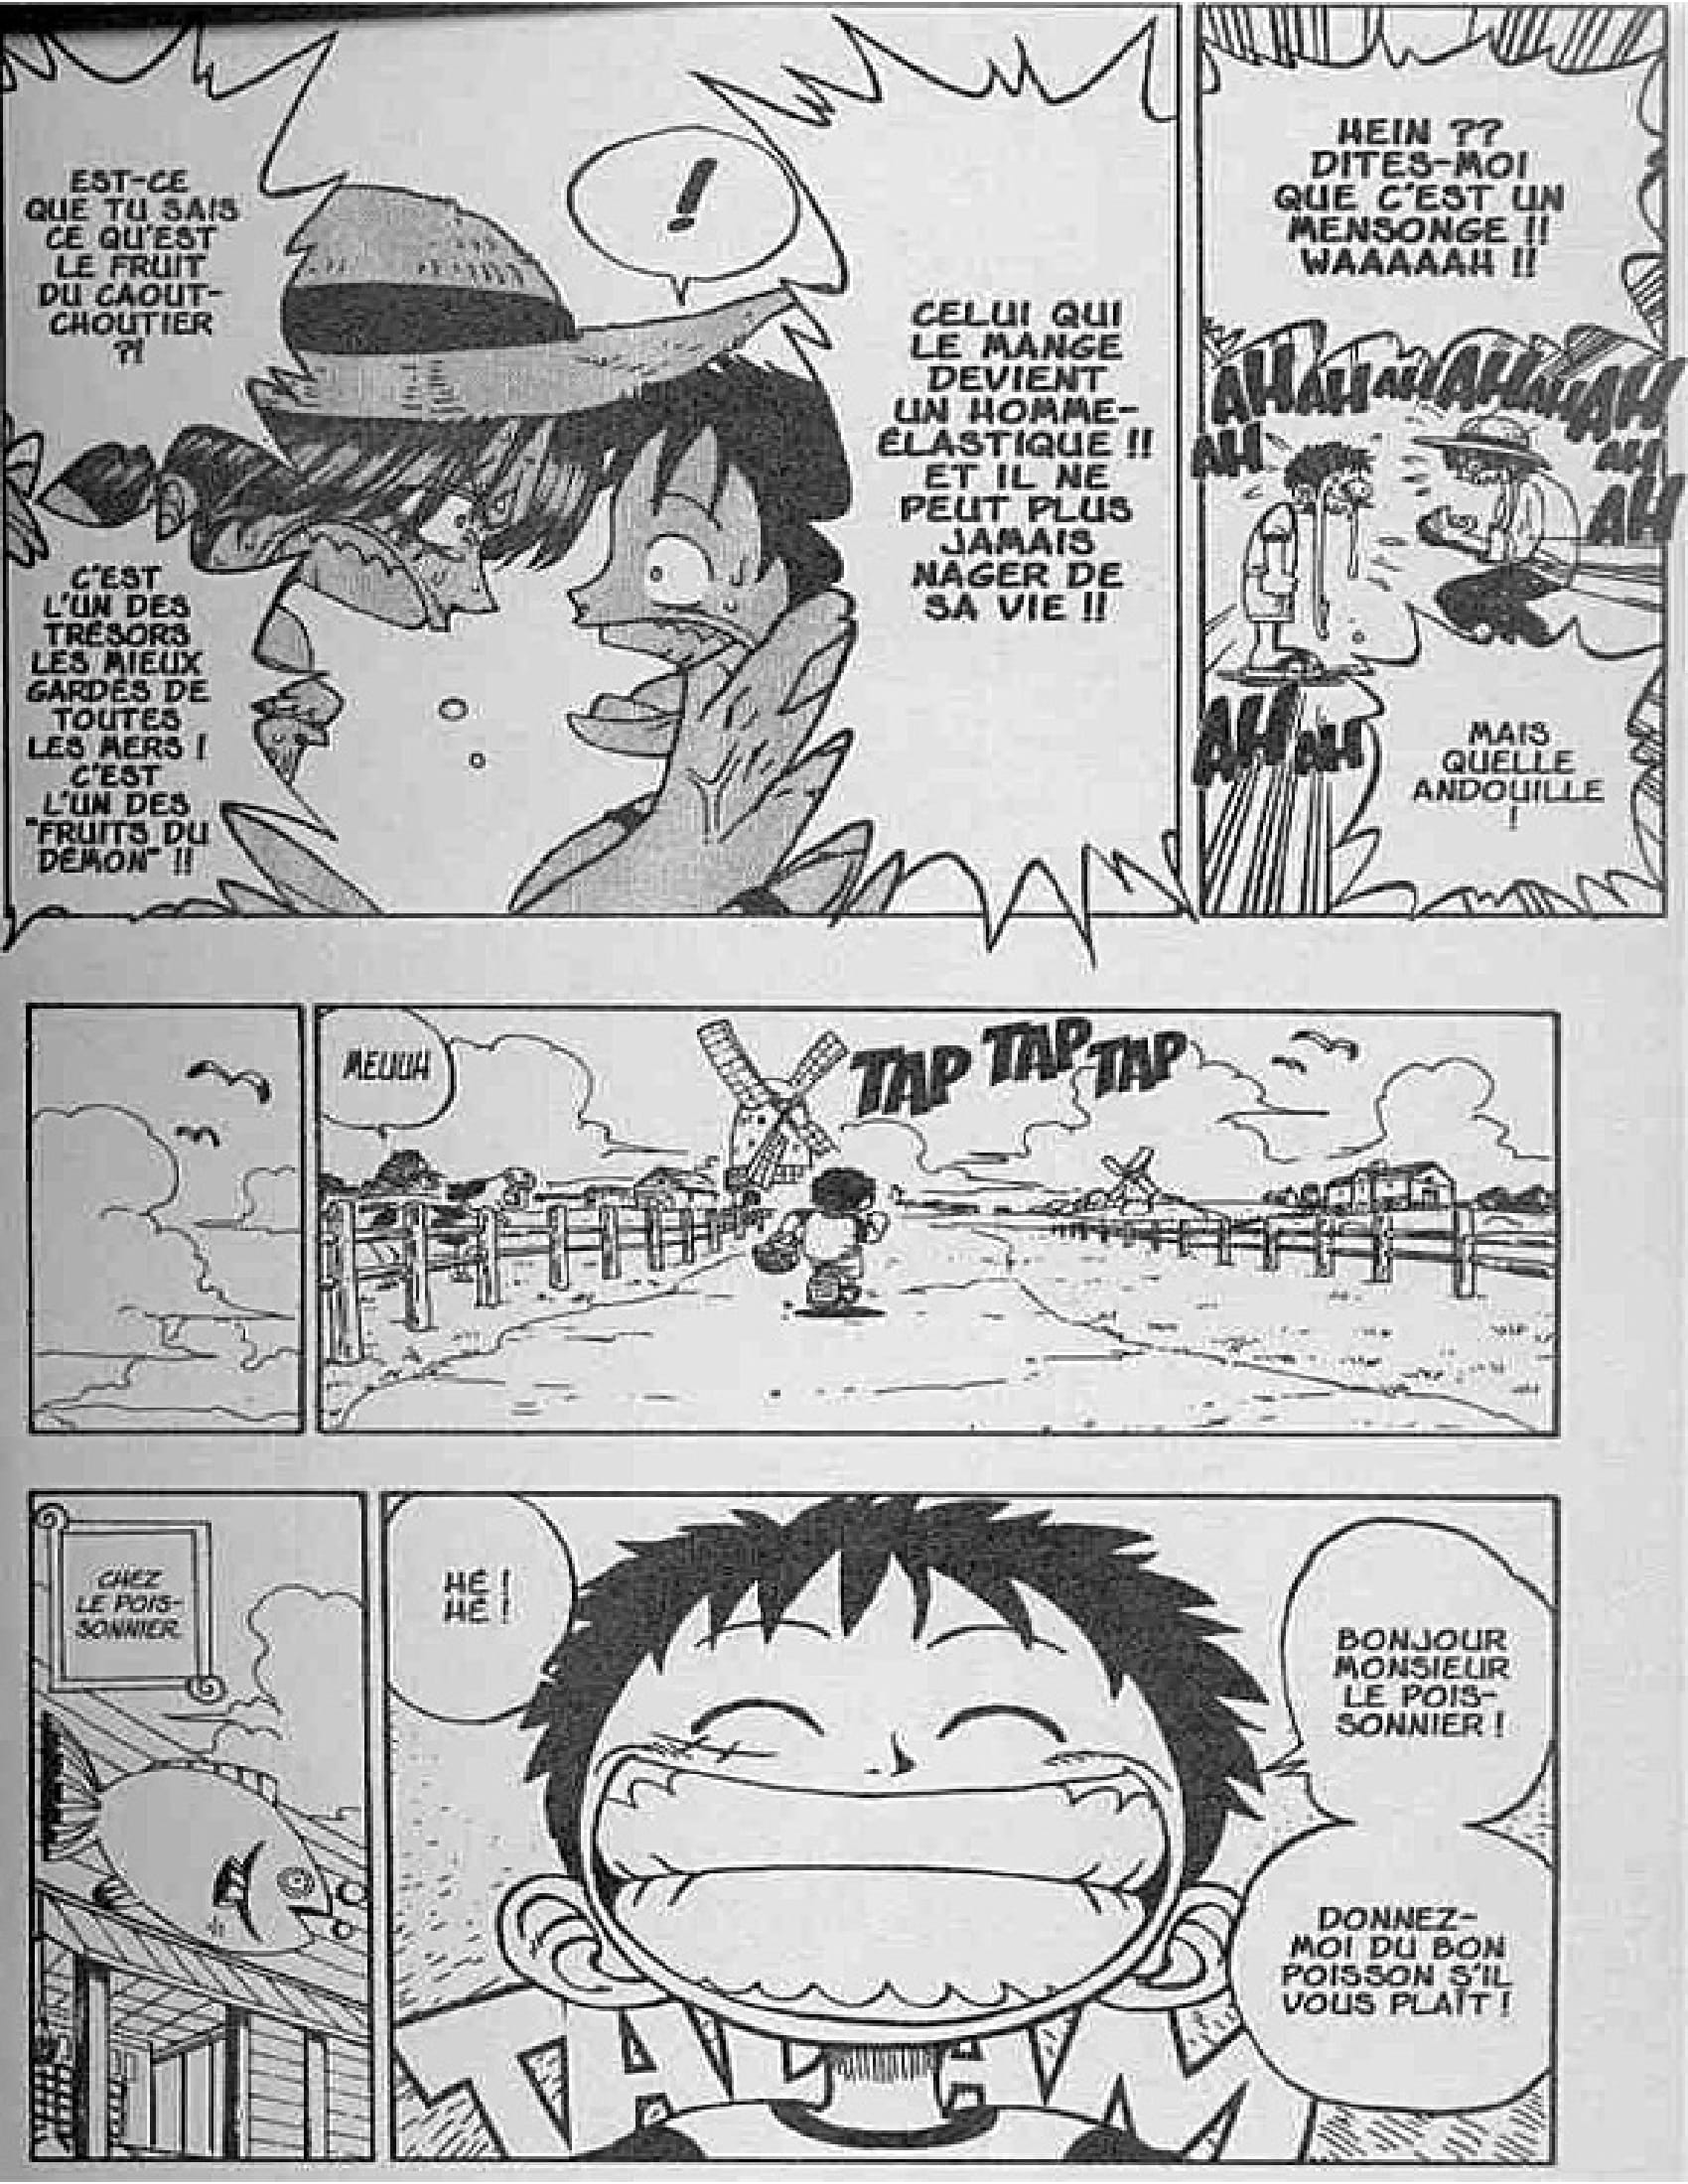 EST-CE
QUE TU SAIS
CE QU'EST
LE FRUIT
DU CAOUT-
CHOUTIER
?!
C'EST
L'UN DES
TRÉSORS
LES MIEUX
GARDÉS DE
TOUTES
LES MERS !
C'EST
L'UN DES
"FRUITS DU
DÉMON" !!
!
CELUI QUI
LE MANGE
DEVIENT
UN HOMME-
ÉLASTIQUE !!
ET IL NE
PEUT PLUS
JAMAIS
NAGER DE
SA VIE !!
HEIN ??
DITES-MOI
QUE C'EST UN
MENSONGE !!
WAAAAAH !!
AHAHAHAHAHAH
AH
AH
AH
AH AH
MAIS
QUELLE
ANDOUILLE
!
MEUUH
TAP TAP TAP
CHEZ
LE POIS-
SONNIER.
HÉ !
HÉ !
BONJOUR
MONSIEUR
LE POIS-
SONNIER !
DONNEZ-
MOI DU BON
POISSON S'IL
VOUS PLAÎT !